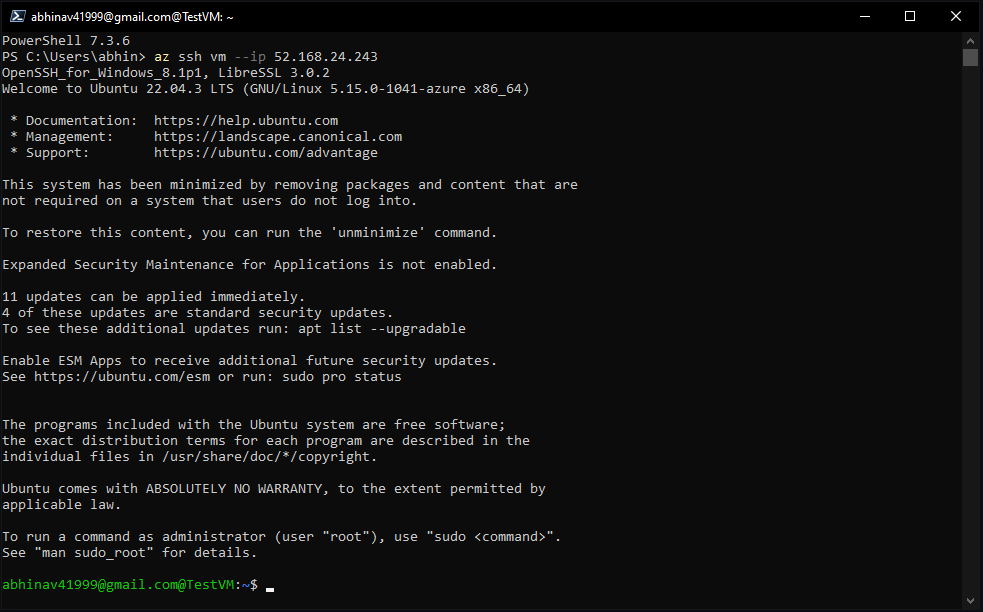 abhinav41999@gmail.com@TestVM: ~
PowerShell 7.3.6
PS C:\Users\abhin> az ssh vm --ip 52.168.24.243
OpenSSH_for_Windows_8.1p1, LibreSSL 3.0.2
Welcome to Ubuntu 22.04.3 LTS (GNU/Linux 5.15.0-1041-azure x86_64)
* Documentation:  https://help.ubuntu.com
* Management:     https://landscape.canonical.com
* Support:        https://ubuntu.com/advantage
This system has been minimized by removing packages and content that are
not required on a system that users do not log into.
To restore this content, you can run the 'unminimize' command.
Expanded Security Maintenance for Applications is not enabled.
11 updates can be applied immediately.
4 of these updates are standard security updates.
To see these additional updates run: apt list --upgradable
Enable ESM Apps to receive additional future security updates.
See https://ubuntu.com/esm or run: sudo pro status
The programs included with the Ubuntu system are free software;
the exact distribution terms for each program are described in the
individual files in /usr/share/doc/*/copyright.
Ubuntu comes with ABSOLUTELY NO WARRANTY, to the extent permitted by
applicable law.
To run a command as administrator (user "root"), use "sudo <command>".
See "man sudo_root" for details.
abhinav41999@gmail.com@TestVM:~$